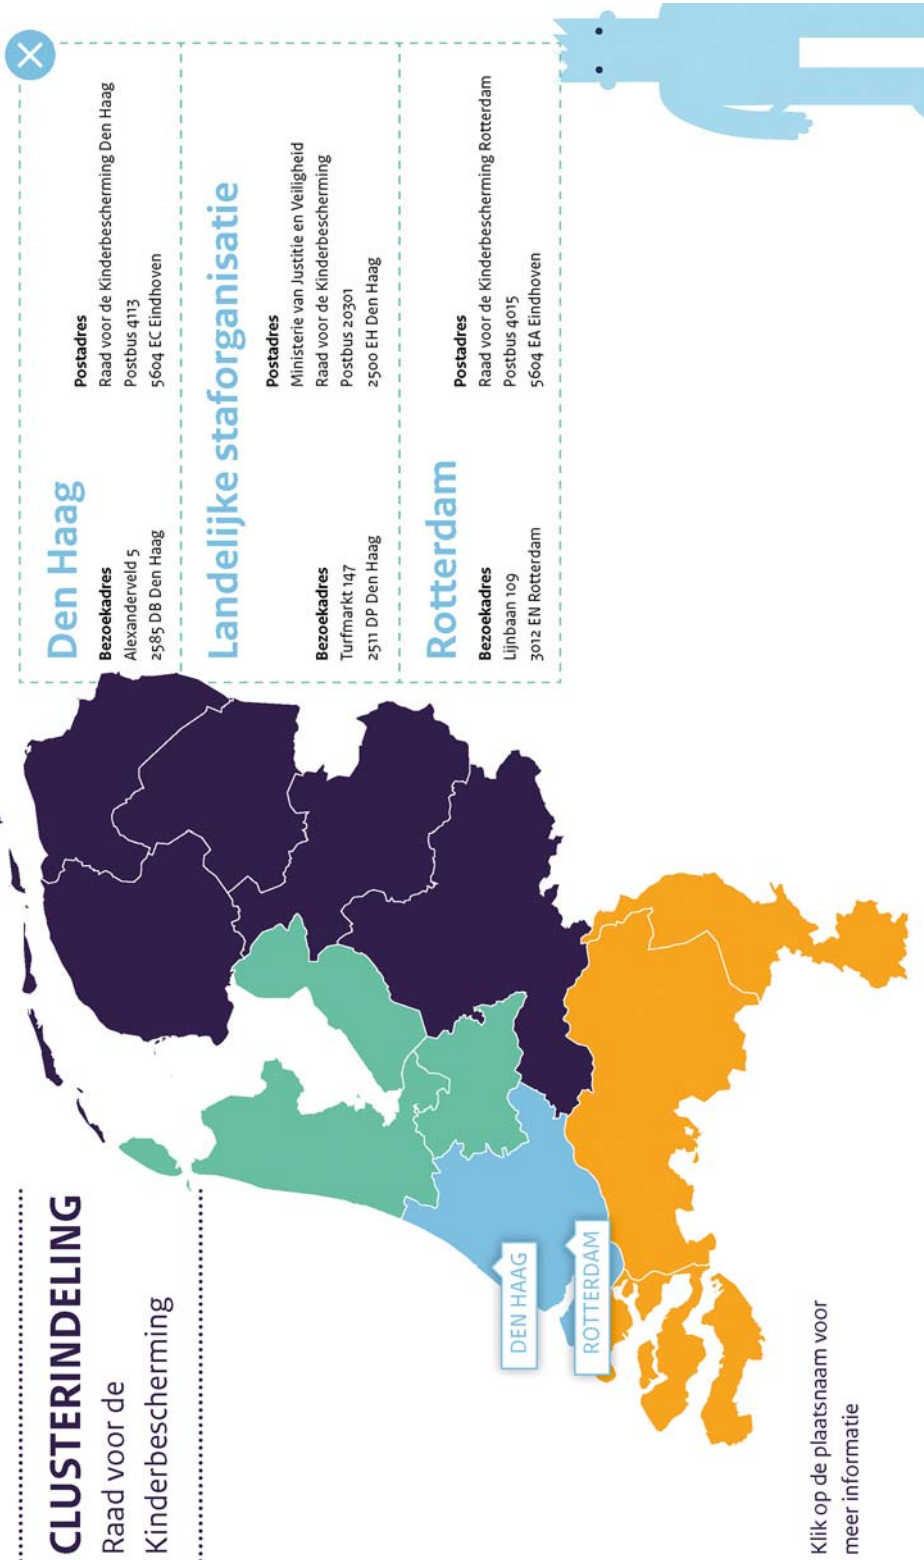 CLUSTERINDELING
Raad voor de
Kinderbescherming
DEN HAAG
ROTTERDAM
Klik op de plaatsnaam voor
meer informatie
Den Haag
Bezoekadres
Alexanderveld 5
2585 DB Den Haag
Postadres
Raad voor de Kinderbescherming Den Haag
Postbus 4113
5604 EC Eindhoven
Landelijke staforganisatie
Bezoekadres
Turfmarkt 147
2511 DP Den Haag
Postadres
Ministerie van Justitie en Veiligheid
Raad voor de Kinderbescherming
Postbus 20301
2500 EH Den Haag
Rotterdam
Bezoekadres
Lijnbaan 109
3012 EN Rotterdam
Postadres
Raad voor de Kinderbescherming Rotterdam
Postbus 4015
5604 EA Eindhoven